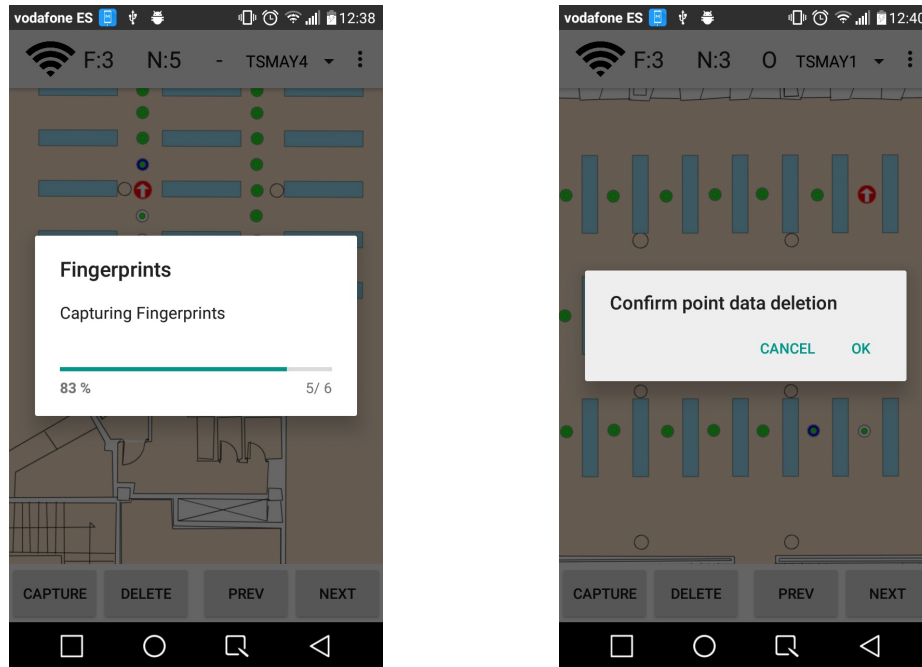 vodafone ES 12:38
F:3 N:5 - TSMAY4
Fingerprints
Capturing Fingerprints
83 % 5/ 6
CAPTURE DELETE PREV NEXT
vodafone ES 12:40
F:3 N:3 O TSMAY1
Confirm point data deletion
CANCEL OK
CAPTURE DELETE PREV NEXT